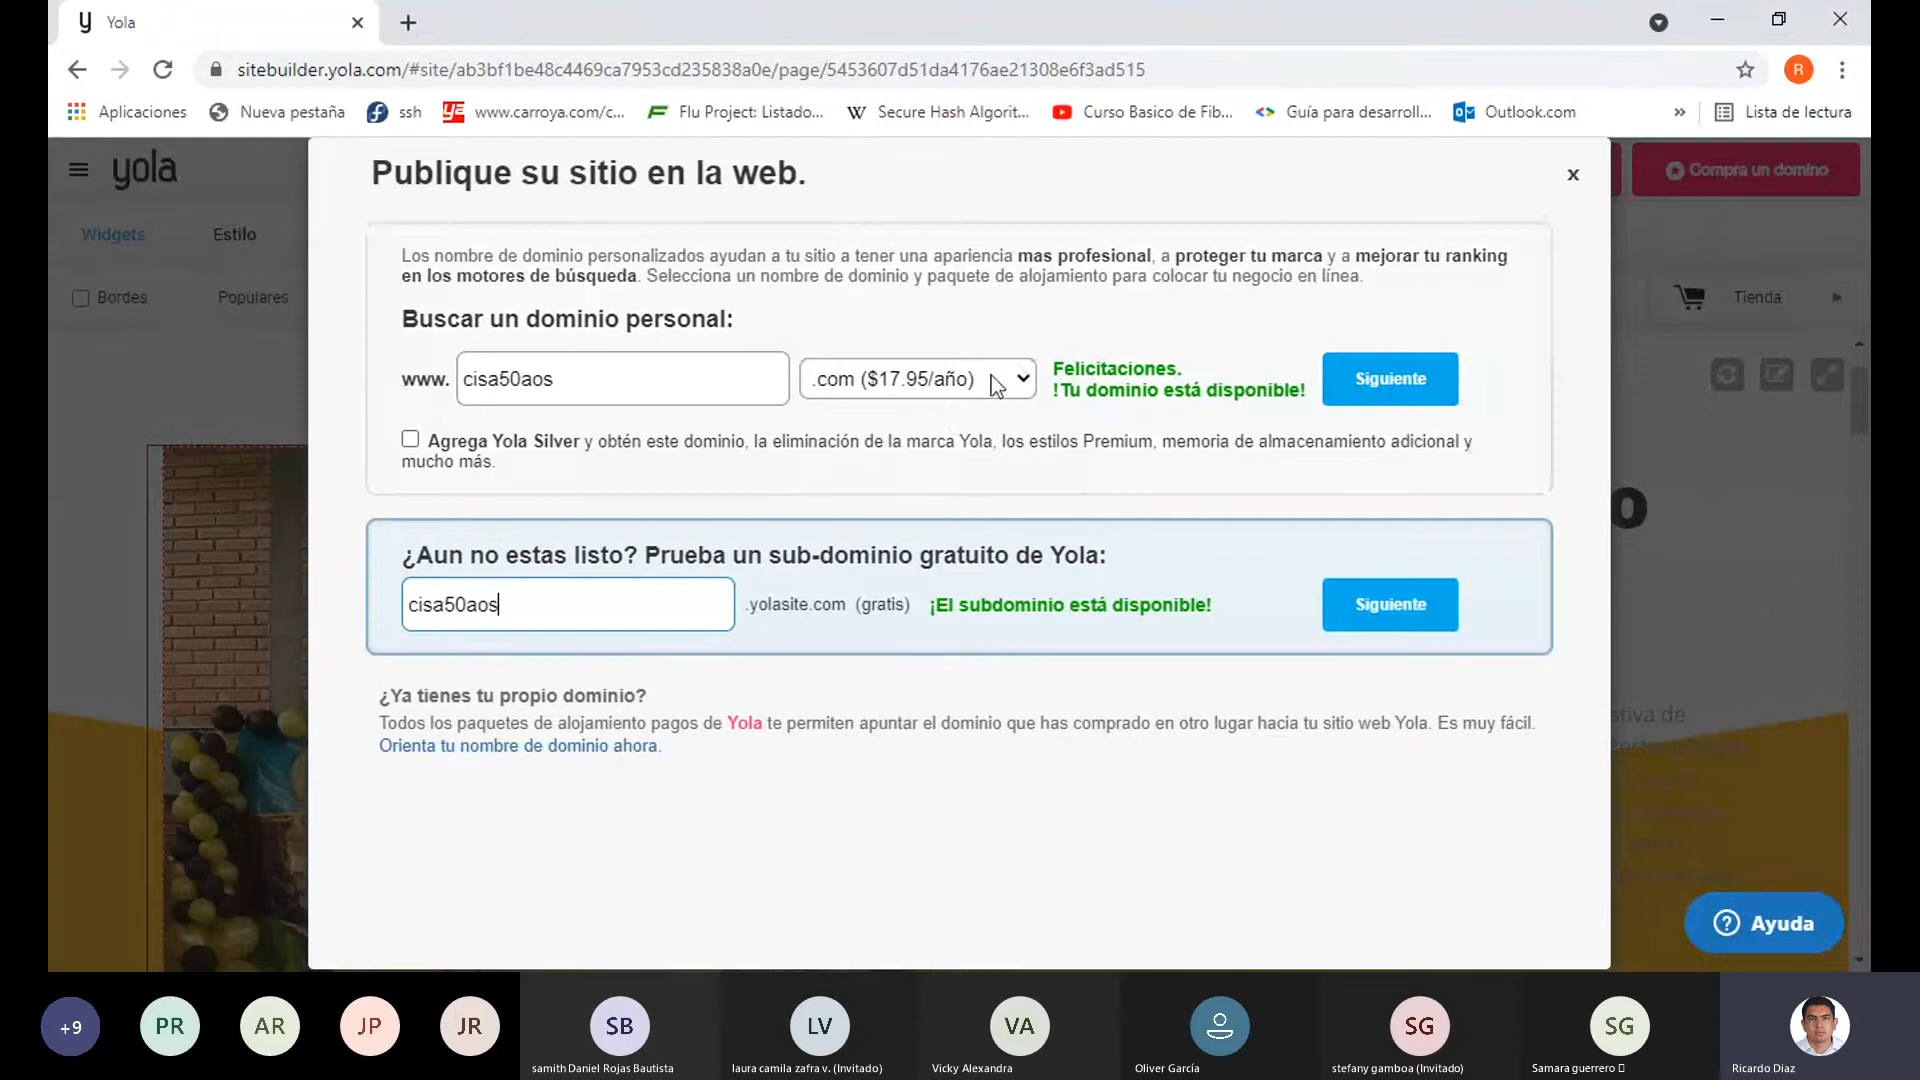 y Yola
sitebuilder.yola.com/#site/ab3bf1be48c4469ca7953cd235838a0e/page/5453607d51da4176ae21308e6f3ad515
R
Aplicaciones Nueva pestaña ssh www.carroya.com/c... Flu Project: Listado... W Secure Hash Algorit... Curso Basico de Fib... Guía para desarroll... Outlook.com » Lista de lectura
yola
Compra un domino
Widgets Estilo
Bordes Populares
Tienda
Publique su sitio en la web.
x
Los nombre de dominio personalizados ayudan a tu sitio a tener una apariencia mas profesional, a proteger tu marca y a mejorar tu ranking
en los motores de búsqueda. Selecciona un nombre de dominio y paquete de alojamiento para colocar tu negocio en línea.
Buscar un dominio personal:
www. cisa50aos .com ($17.95/año)
Felicitaciones.
!Tu dominio está disponible!
Siguiente
Agrega Yola Silver y obtén este dominio, la eliminación de la marca Yola, los estilos Premium, memoria de almacenamiento adicional y
mucho más.
¿Aun no estas listo? Prueba un sub-dominio gratuito de Yola:
cisa50aos .yolasite.com (gratis) ¡El subdominio está disponible! Siguiente
¿Ya tienes tu propio dominio?
Todos los paquetes de alojamiento pagos de Yola te permiten apuntar el dominio que has comprado en otro lugar hacia tu sitio web Yola. Es muy fácil.
Orienta tu nombre de dominio ahora.
o
stiva de
? Ayuda
+9 PR AR JP JR SB LV VA SG SG
samith Daniel Rojas Bautista laura camila zafra v. (Invitado) Vicky Alexandra Oliver García stefany gamboa (Invitado) Samara guerrero Ricardo Diaz